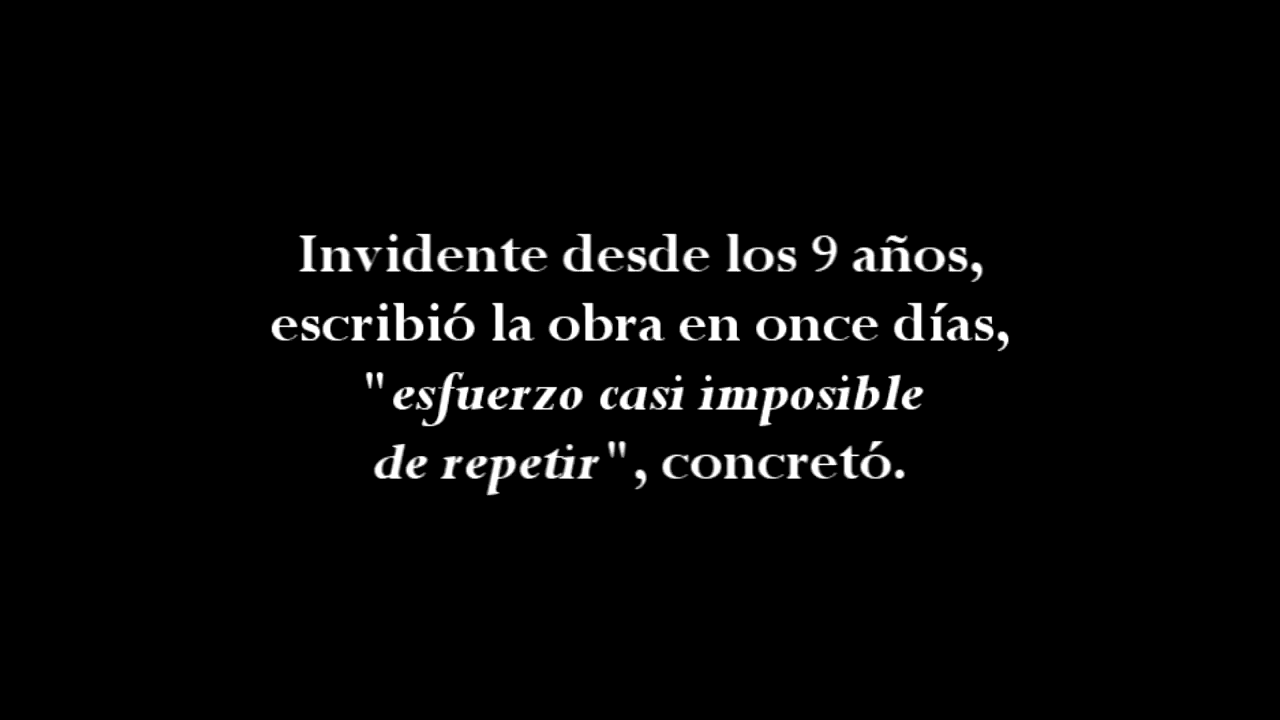 Invidente desde los 9 años,
escribió la obra en once días,
"esfuerzo casi imposible
de repetir", concretó.